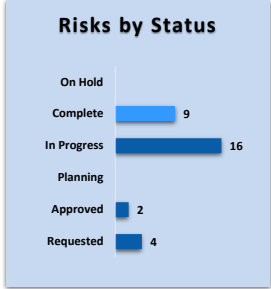 Risks by Status
On Hold
Complete 9
In Progress 16
Planning
Approved 2
Requested 4